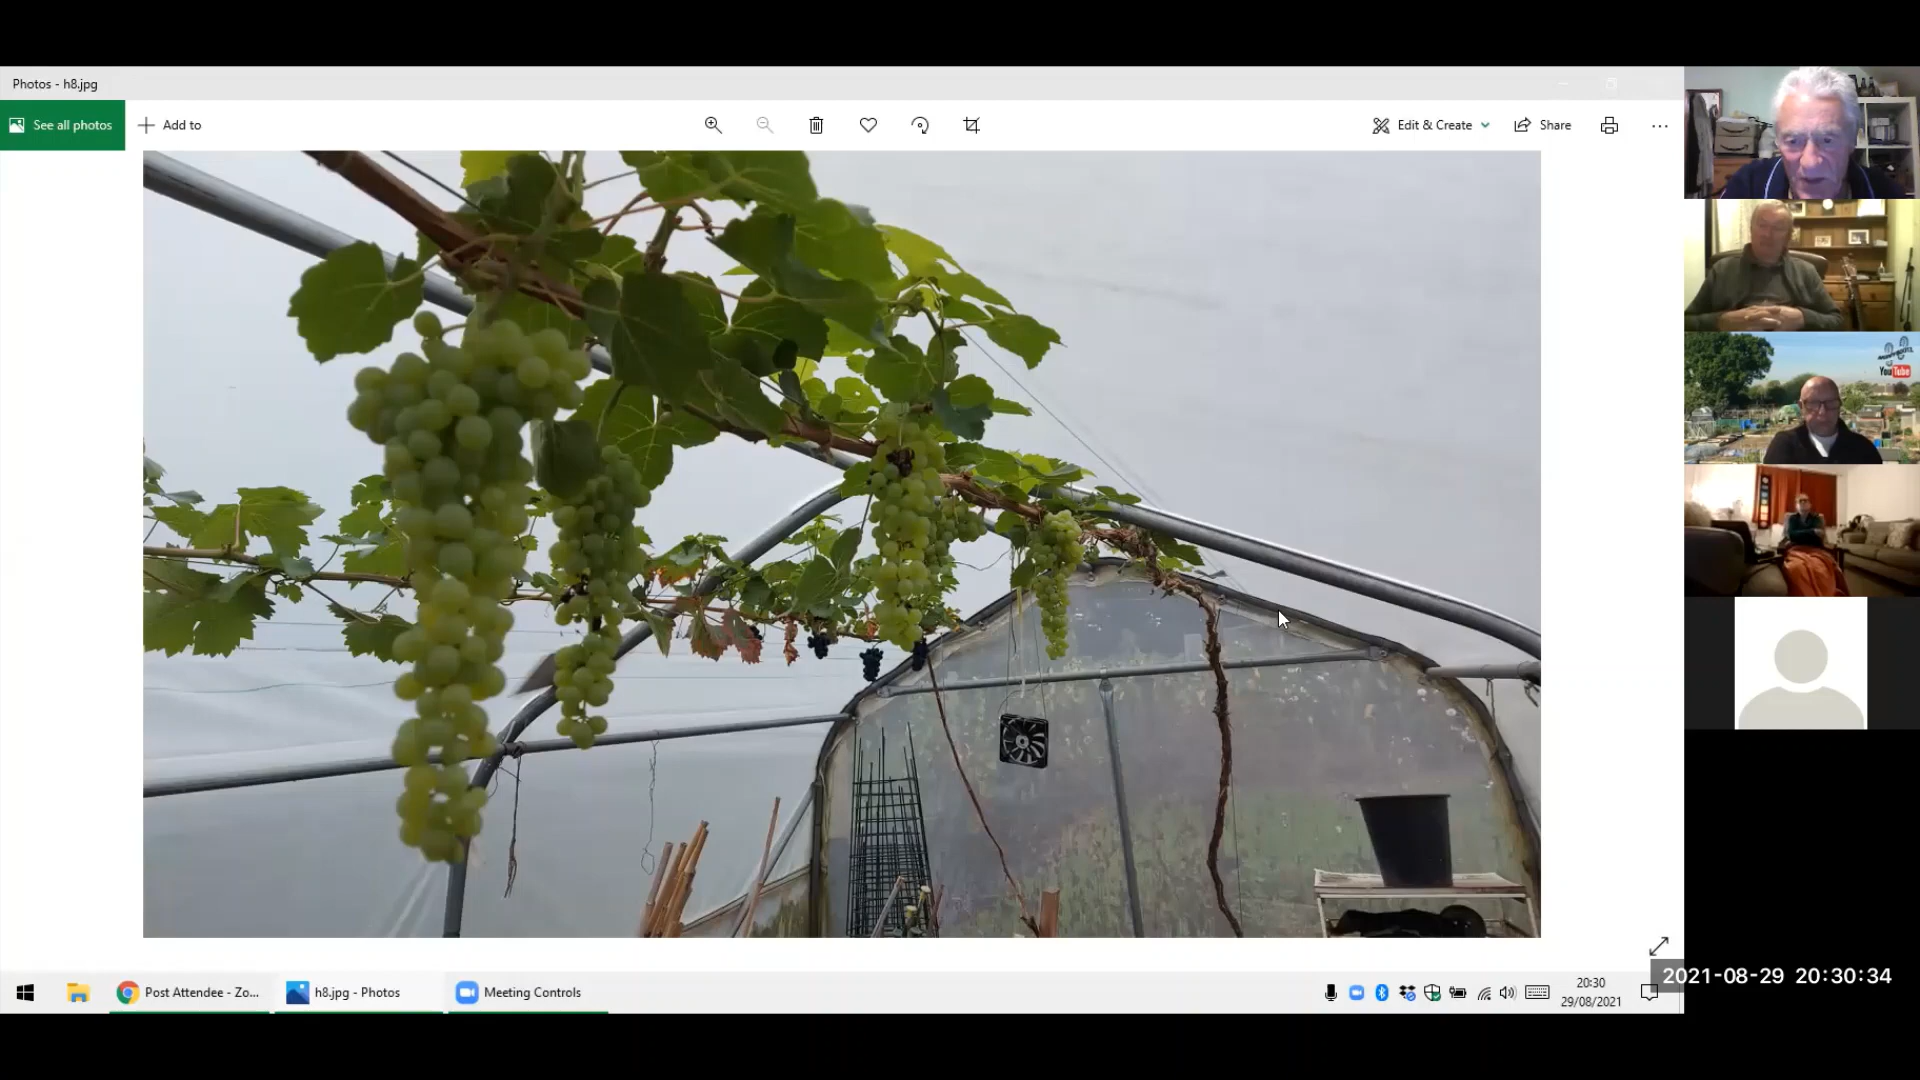 Photos - h8.jpg
See all photos
Add to
Edit & Create
Share
YouTube
Post Attendee - Zo...
h8.jpg - Photos
Meeting Controls
20:30
29/08/2021
2021-08-29 20:30:34